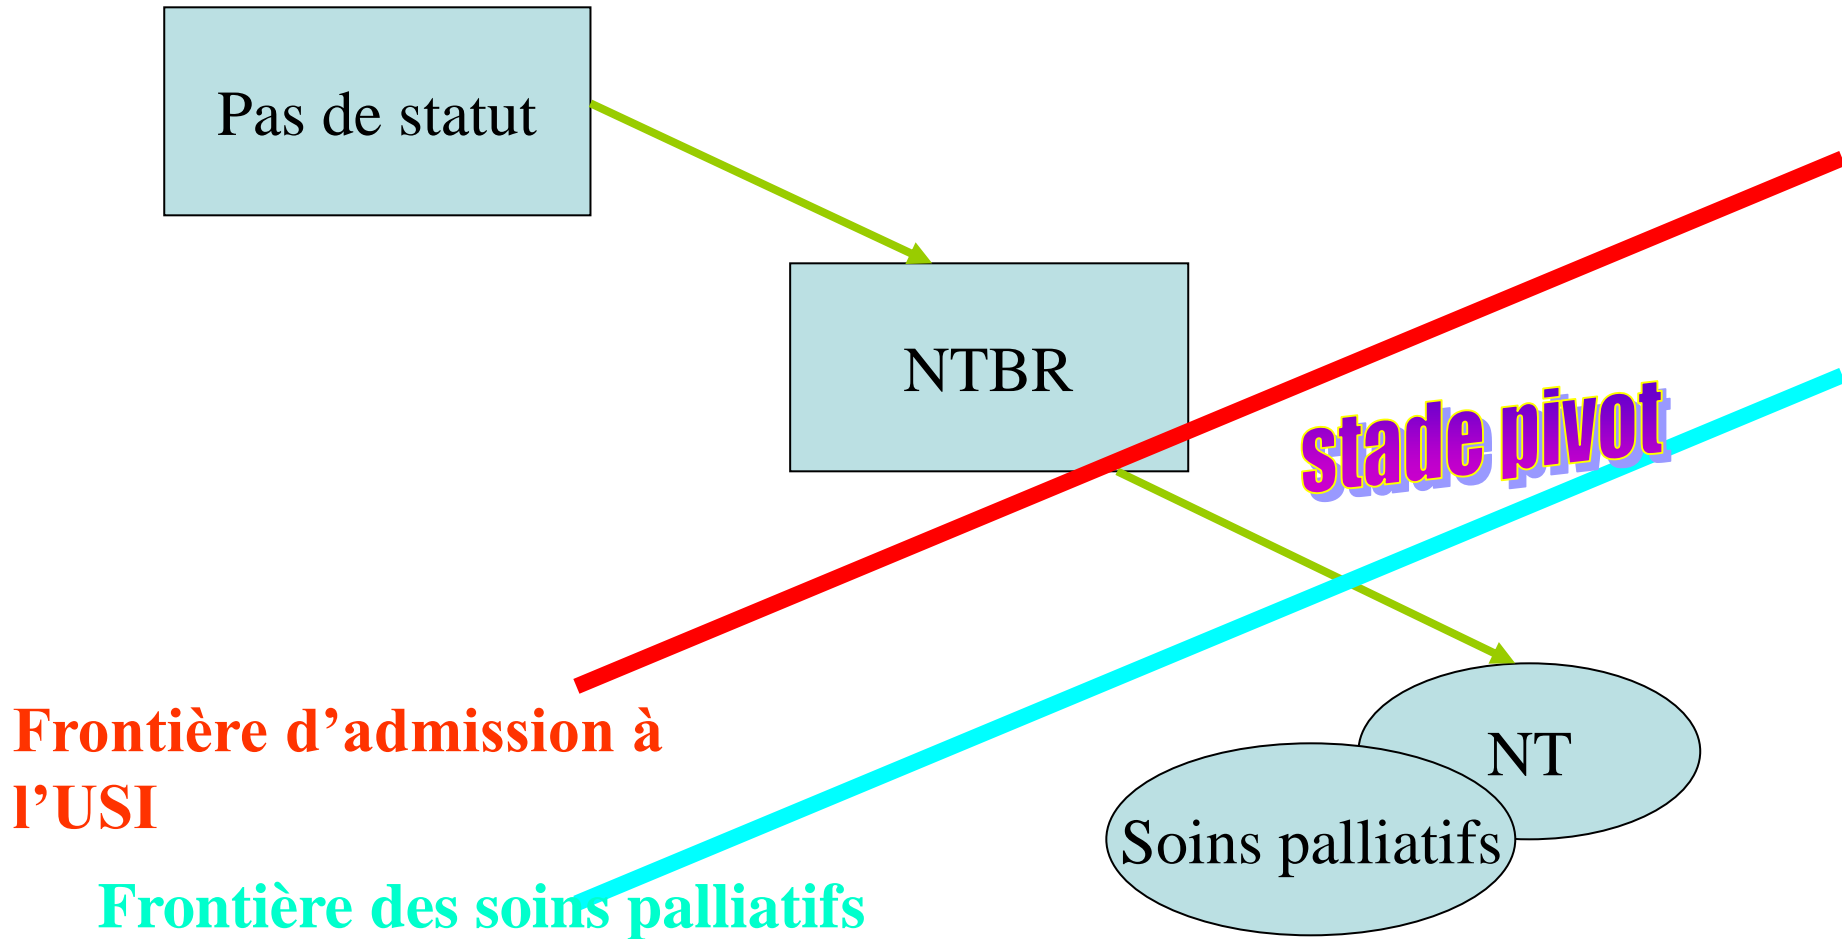 Pas de statut
NTBR
stade pivot
Frontière d’admission à
l’USI
NT
Soins palliatifs
Frontière des soins palliatifs